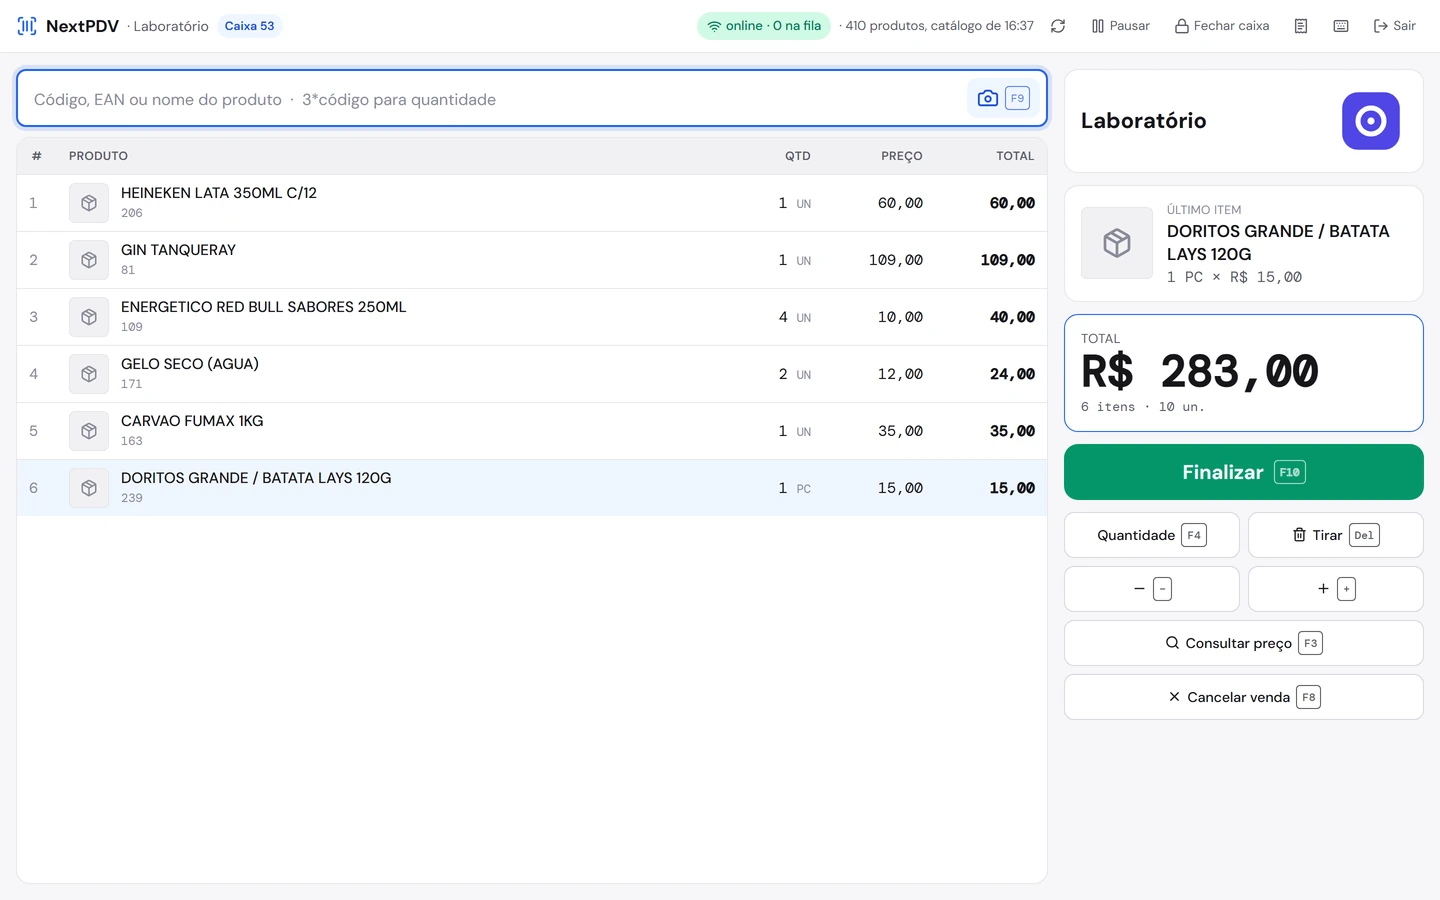 NextPDV · Laboratório Caixa 53
online · 0 na fila · 410 produtos, catálogo de 16:37 Pausar Fechar caixa Sair
Código, EAN ou nome do produto · 3*código para quantidade F9
# PRODUTO QTD PREÇO TOTAL
1 HEINEKEN LATA 350ML C/12 1 UN 60,00 60,00
206
2 GIN TANQUERAY 1 UN 109,00 109,00
81
3 ENERGETICO RED BULL SABORES 250ML 4 UN 10,00 40,00
109
4 GELO SECO (AGUA) 2 UN 12,00 24,00
171
5 CARVAO FUMAX 1KG 1 UN 35,00 35,00
163
6 DORITOS GRANDE / BATATA LAYS 120G 1 PC 15,00 15,00
239
Laboratório
ÚLTIMO ITEM
DORITOS GRANDE / BATATA
LAYS 120G
1 PC × R$ 15,00
TOTAL
R$ 283,00
6 itens · 10 un.
Finalizar F10
Quantidade F4 Tirar Del
− - + +
Consultar preço F3
Cancelar venda F8